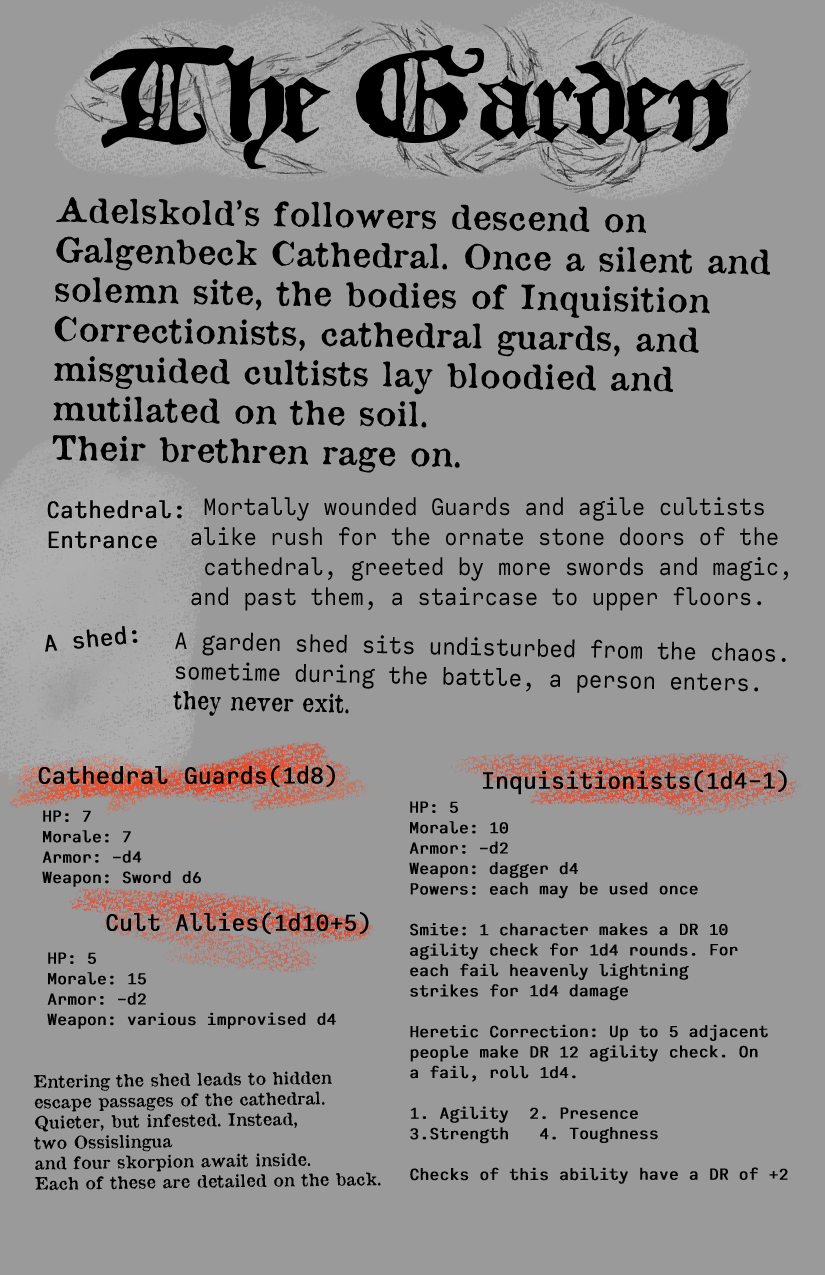 The Garden
Adelskold's followers descend on
Galgenbeck Cathedral. Once a silent and
solemn site, the bodies of Inquisition
Correctionists, cathedral guards, and
misguided cultists lay bloodied and
mutilated on the soil.
Their brethren rage on.
Cathedral: Mortally wounded Guards and agile cultists
Entrance alike rush for the ornate stone doors of the
cathedral, greeted by more swords and magic,
and past them, a staircase to upper floors.
A shed: A garden shed sits undisturbed from the chaos.
sometime during the battle, a person enters.
they never exit.
Cathedral Guards(1d8)
HP: 7
Morale: 7
Armor: -d4
Weapon: Sword d6
Cult Allies(1d10+5)
HP: 5
Morale: 15
Armor: -d2
Weapon: various improvised d4
Entering the shed leads to hidden
escape passages of the cathedral.
Quieter, but infested. Instead,
two Ossislingua
and four skorpion await inside.
Each of these are detailed on the back.
Inquisitionists(1d4-1)
HP: 5
Morale: 10
Armor: -d2
Weapon: dagger d4
Powers: each may be used once
Smite: 1 character makes a DR 10
agility check for 1d4 rounds. For
each fail heavenly lightning
strikes for 1d4 damage
Heretic Correction: Up to 5 adjacent
people make DR 12 agility check. On
a fail, roll 1d4.
1. Agility 2. Presence
3.Strength 4. Toughness
Checks of this ability have a DR of +2